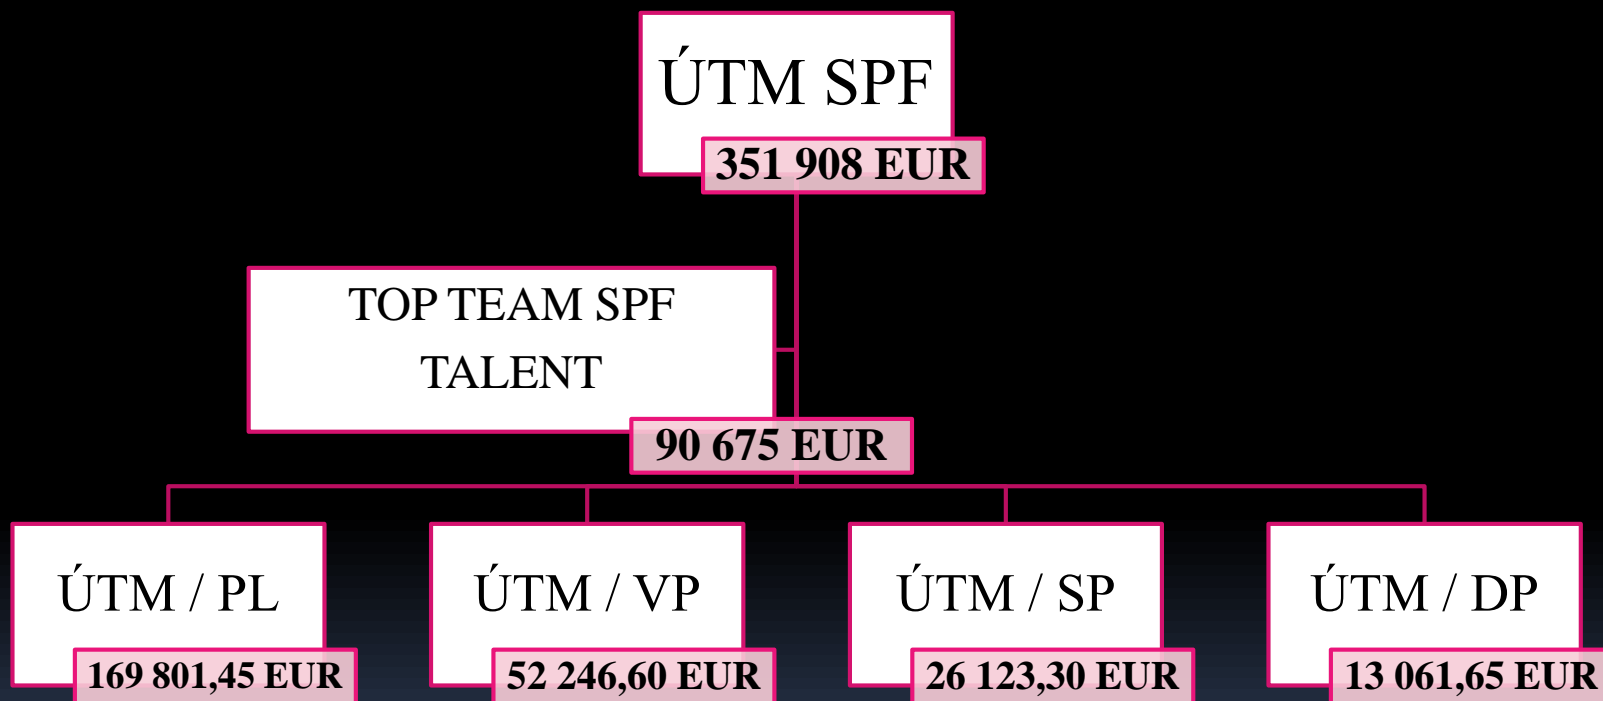 ÚTM SPF
351 908 EUR
TOP TEAM SPF
TALENT
90 675 EUR
ÚTM / PL
169 801,45 EUR
ÚTM / VP
52 246,60 EUR
ÚTM / SP
26 123,30 EUR
ÚTM / DP
13 061,65 EUR